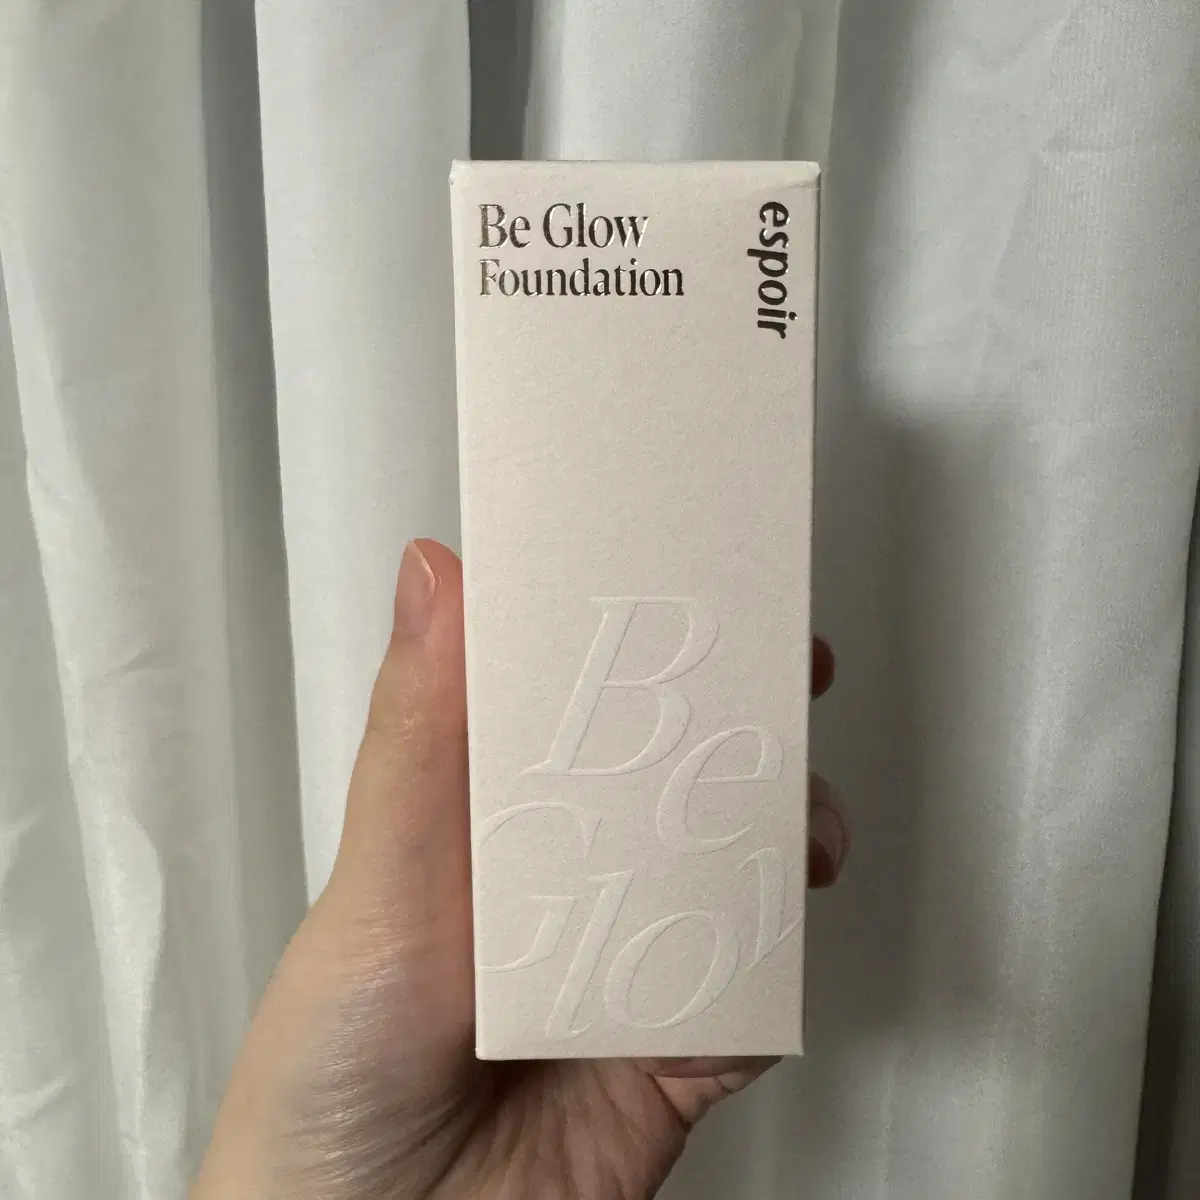 Be Glow
Foundation
espoir
Be
Glow